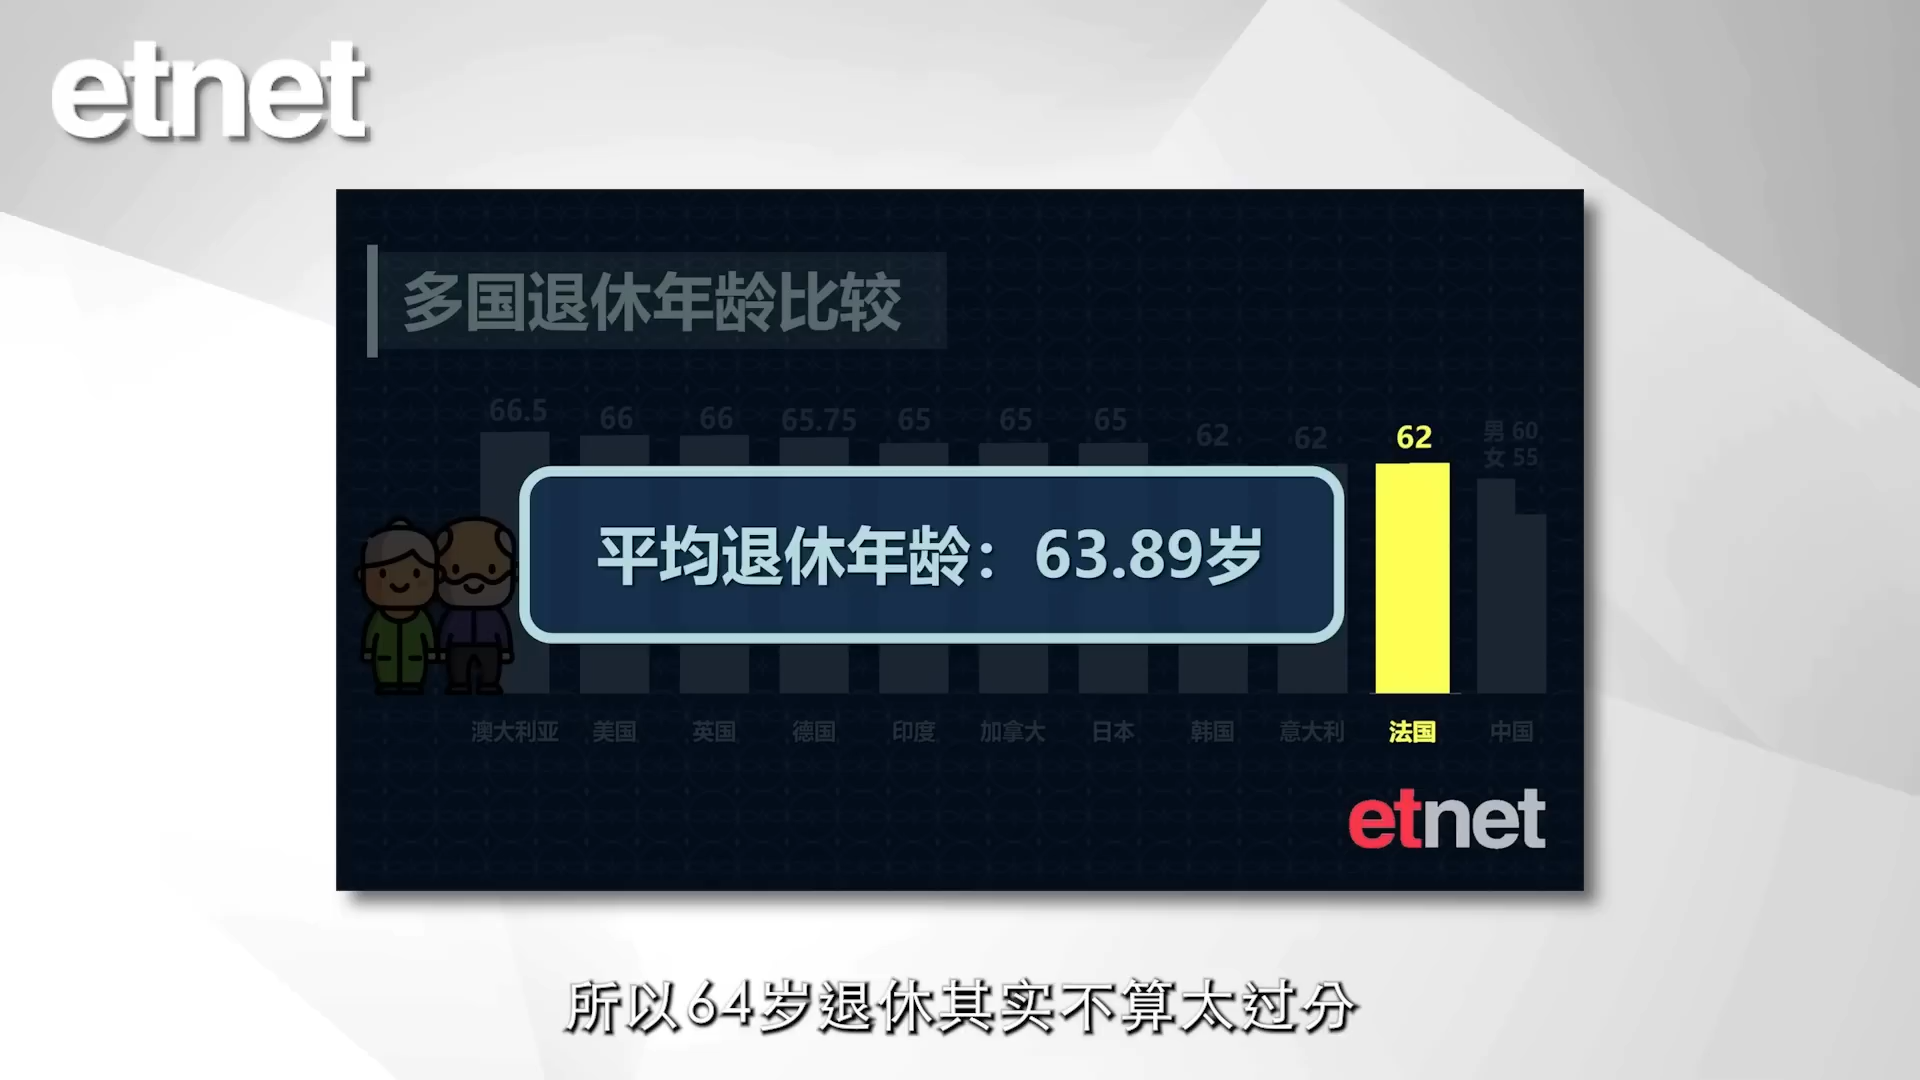 etnet
多国退休年龄比较
66.5 66 66 65.75 65 65 65 62 62 62 男 60
女 55
平均退休年龄：63.89岁
澳大利亚 美国 英国 德国 印度 加拿大 日本 韩国 意大利 法国 中国
etnet
所以64岁退休其实不算太过分